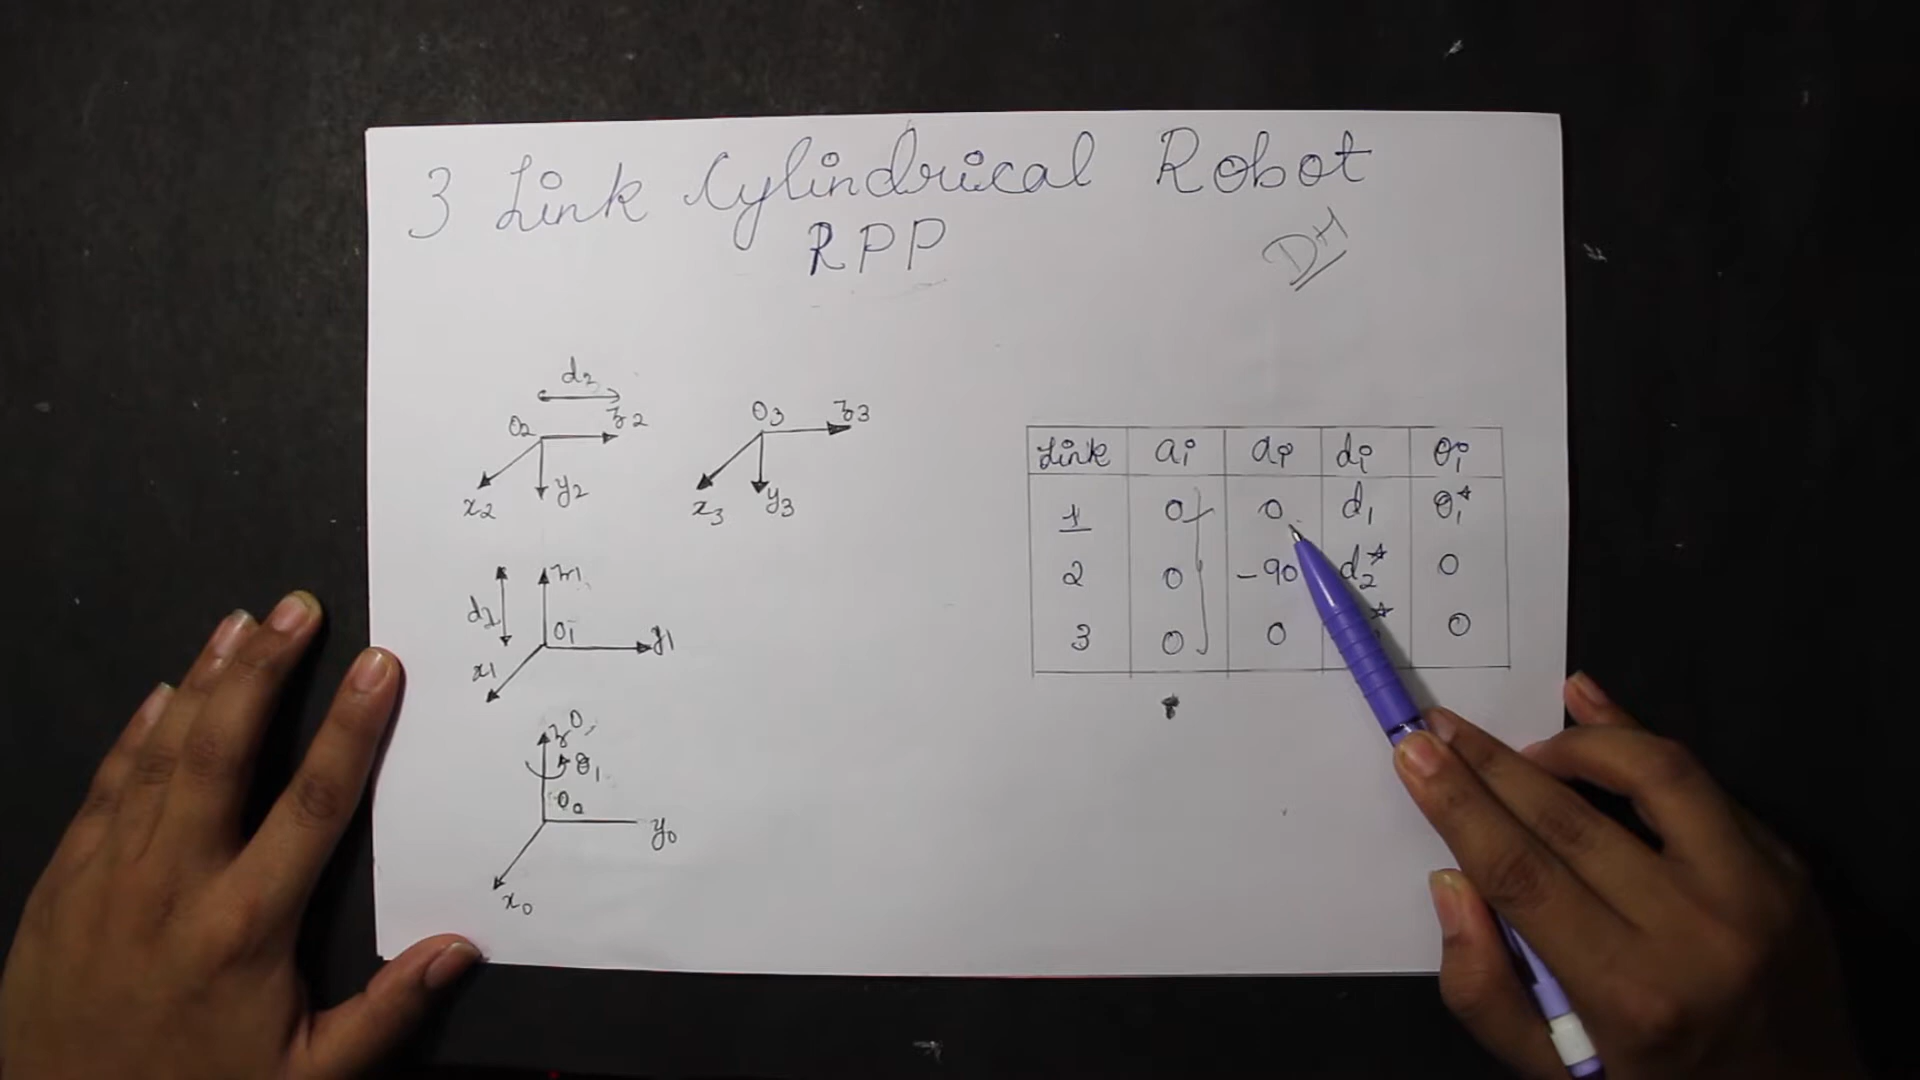 3 Link Cylindrical Robot
RPP
DH
d3
O2 z2
x2 y2
O3 z3
x3 y3
Link ai αi di θi
1 0 0 d1 θ1*
2 0 -90 d2* 0
3 0 0 * 0
z1
d1 O1 y1
x1
z0
θ1
O0
y0
x0